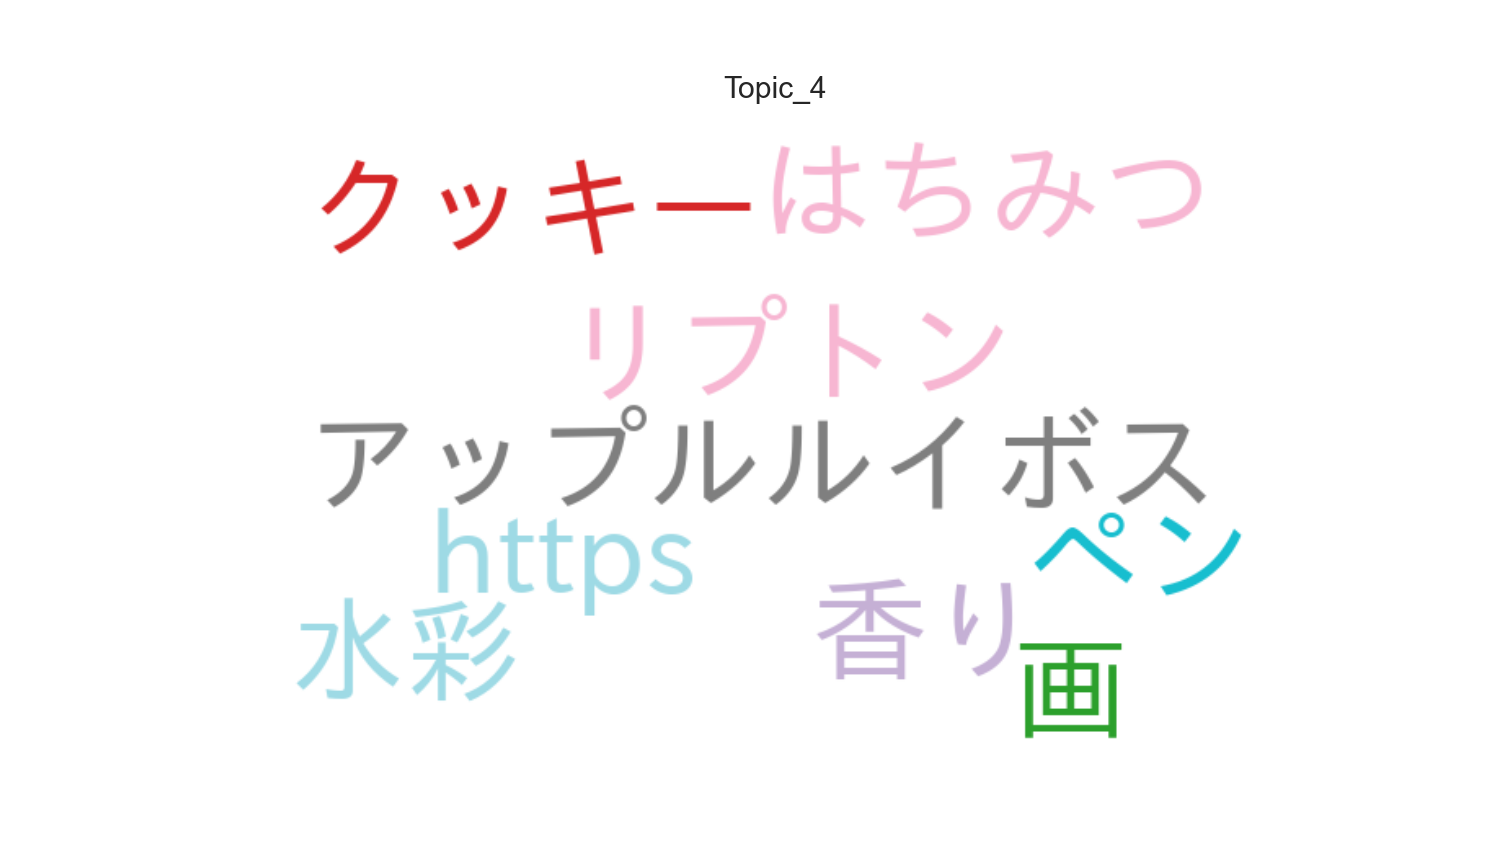 Topic_4
クッキー はちみつ
リプトン
アップルルイボス
https
ペン
水彩
香り
画